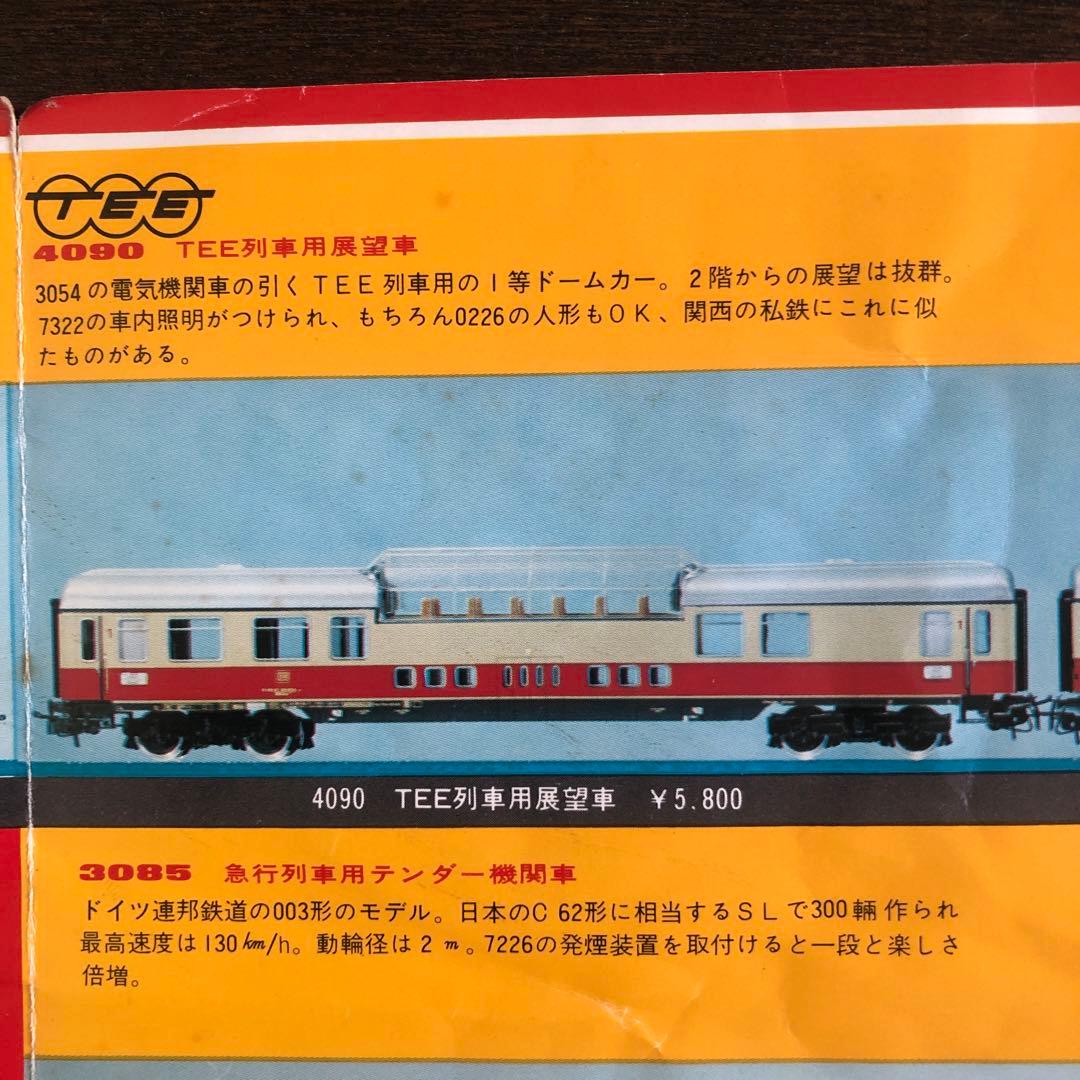 TEE
4090 TEE列車用展望車
3054の電気機関車の引くTEE列車用のI等ドームカー。2階からの展望は抜群。
7322の車内照明がつけられ、もちろん0226の人形もOK、関西の私鉄にこれに似
たものがある。
1
1
4090 TEE列車用展望車 ¥5.800
3085 急行列車用テンダー機関車
ドイツ連邦鉄道の003形のモデル。日本のC62形に相当するSLで300輌作られ
最高速度は130km/h。動輪径は2m。7226の発煙装置を取付けると一段と楽しさ
倍増。